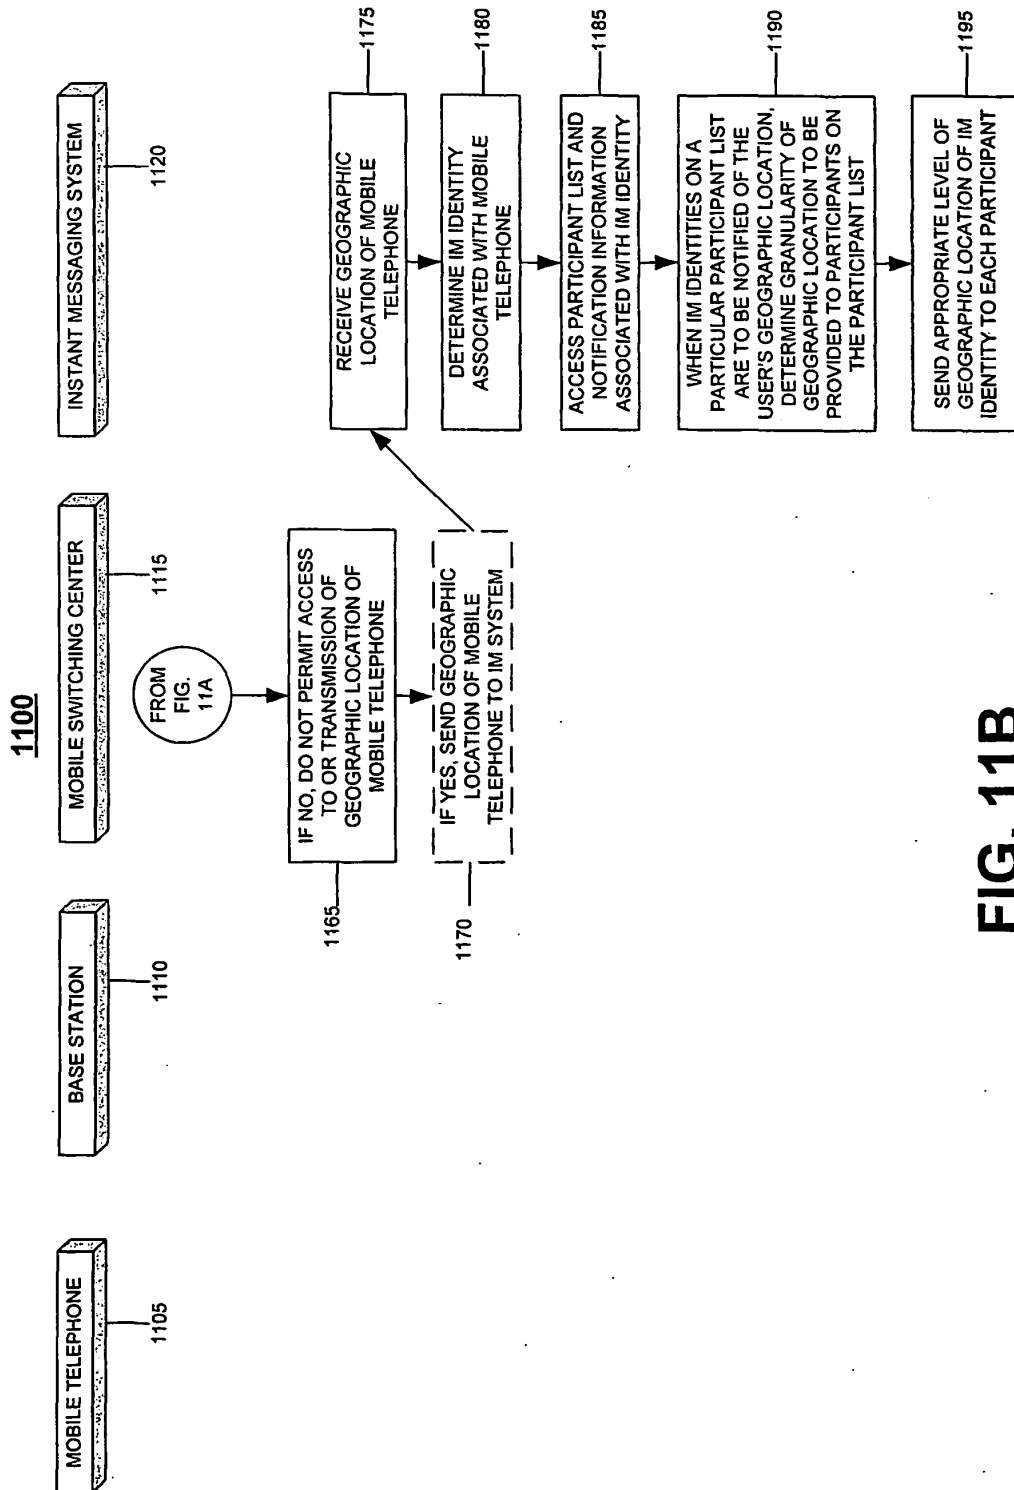 1100
MOBILE TELEPHONE
1105
BASE STATION
1110
MOBILE SWITCHING CENTER
1115
INSTANT MESSAGING SYSTEM
1120
FROM
FIG.
11A
IF NO, DO NOT PERMIT ACCESS
TO OR TRANSMISSION OF
GEOGRAPHIC LOCATION OF
MOBILE TELEPHONE
1165
IF YES, SEND GEOGRAPHIC
LOCATION OF MOBILE
TELEPHONE TO IM SYSTEM
1170
RECEIVE GEOGRAPHIC
LOCATION OF MOBILE
TELEPHONE
1175
DETERMINE IM IDENTITY
ASSOCIATED WITH MOBILE
TELEPHONE
1180
ACCESS PARTICIPANT LIST AND
NOTIFICATION INFORMATION
ASSOCIATED WITH IM IDENTITY
1185
WHEN IM IDENTITIES ON A
PARTICULAR PARTICIPANT LIST
ARE TO BE NOTIFIED OF THE
USER'S GEOGRAPHIC LOCATION,
DETERMINE GRANULARITY OF
GEOGRAPHIC LOCATION TO BE
PROVIDED TO PARTICIPANTS ON
THE PARTICIPANT LIST
1190
SEND APPROPRIATE LEVEL OF
GEOGRAPHIC LOCATION OF IM
IDENTITY TO EACH PARTICIPANT
1195
FIG. 11B